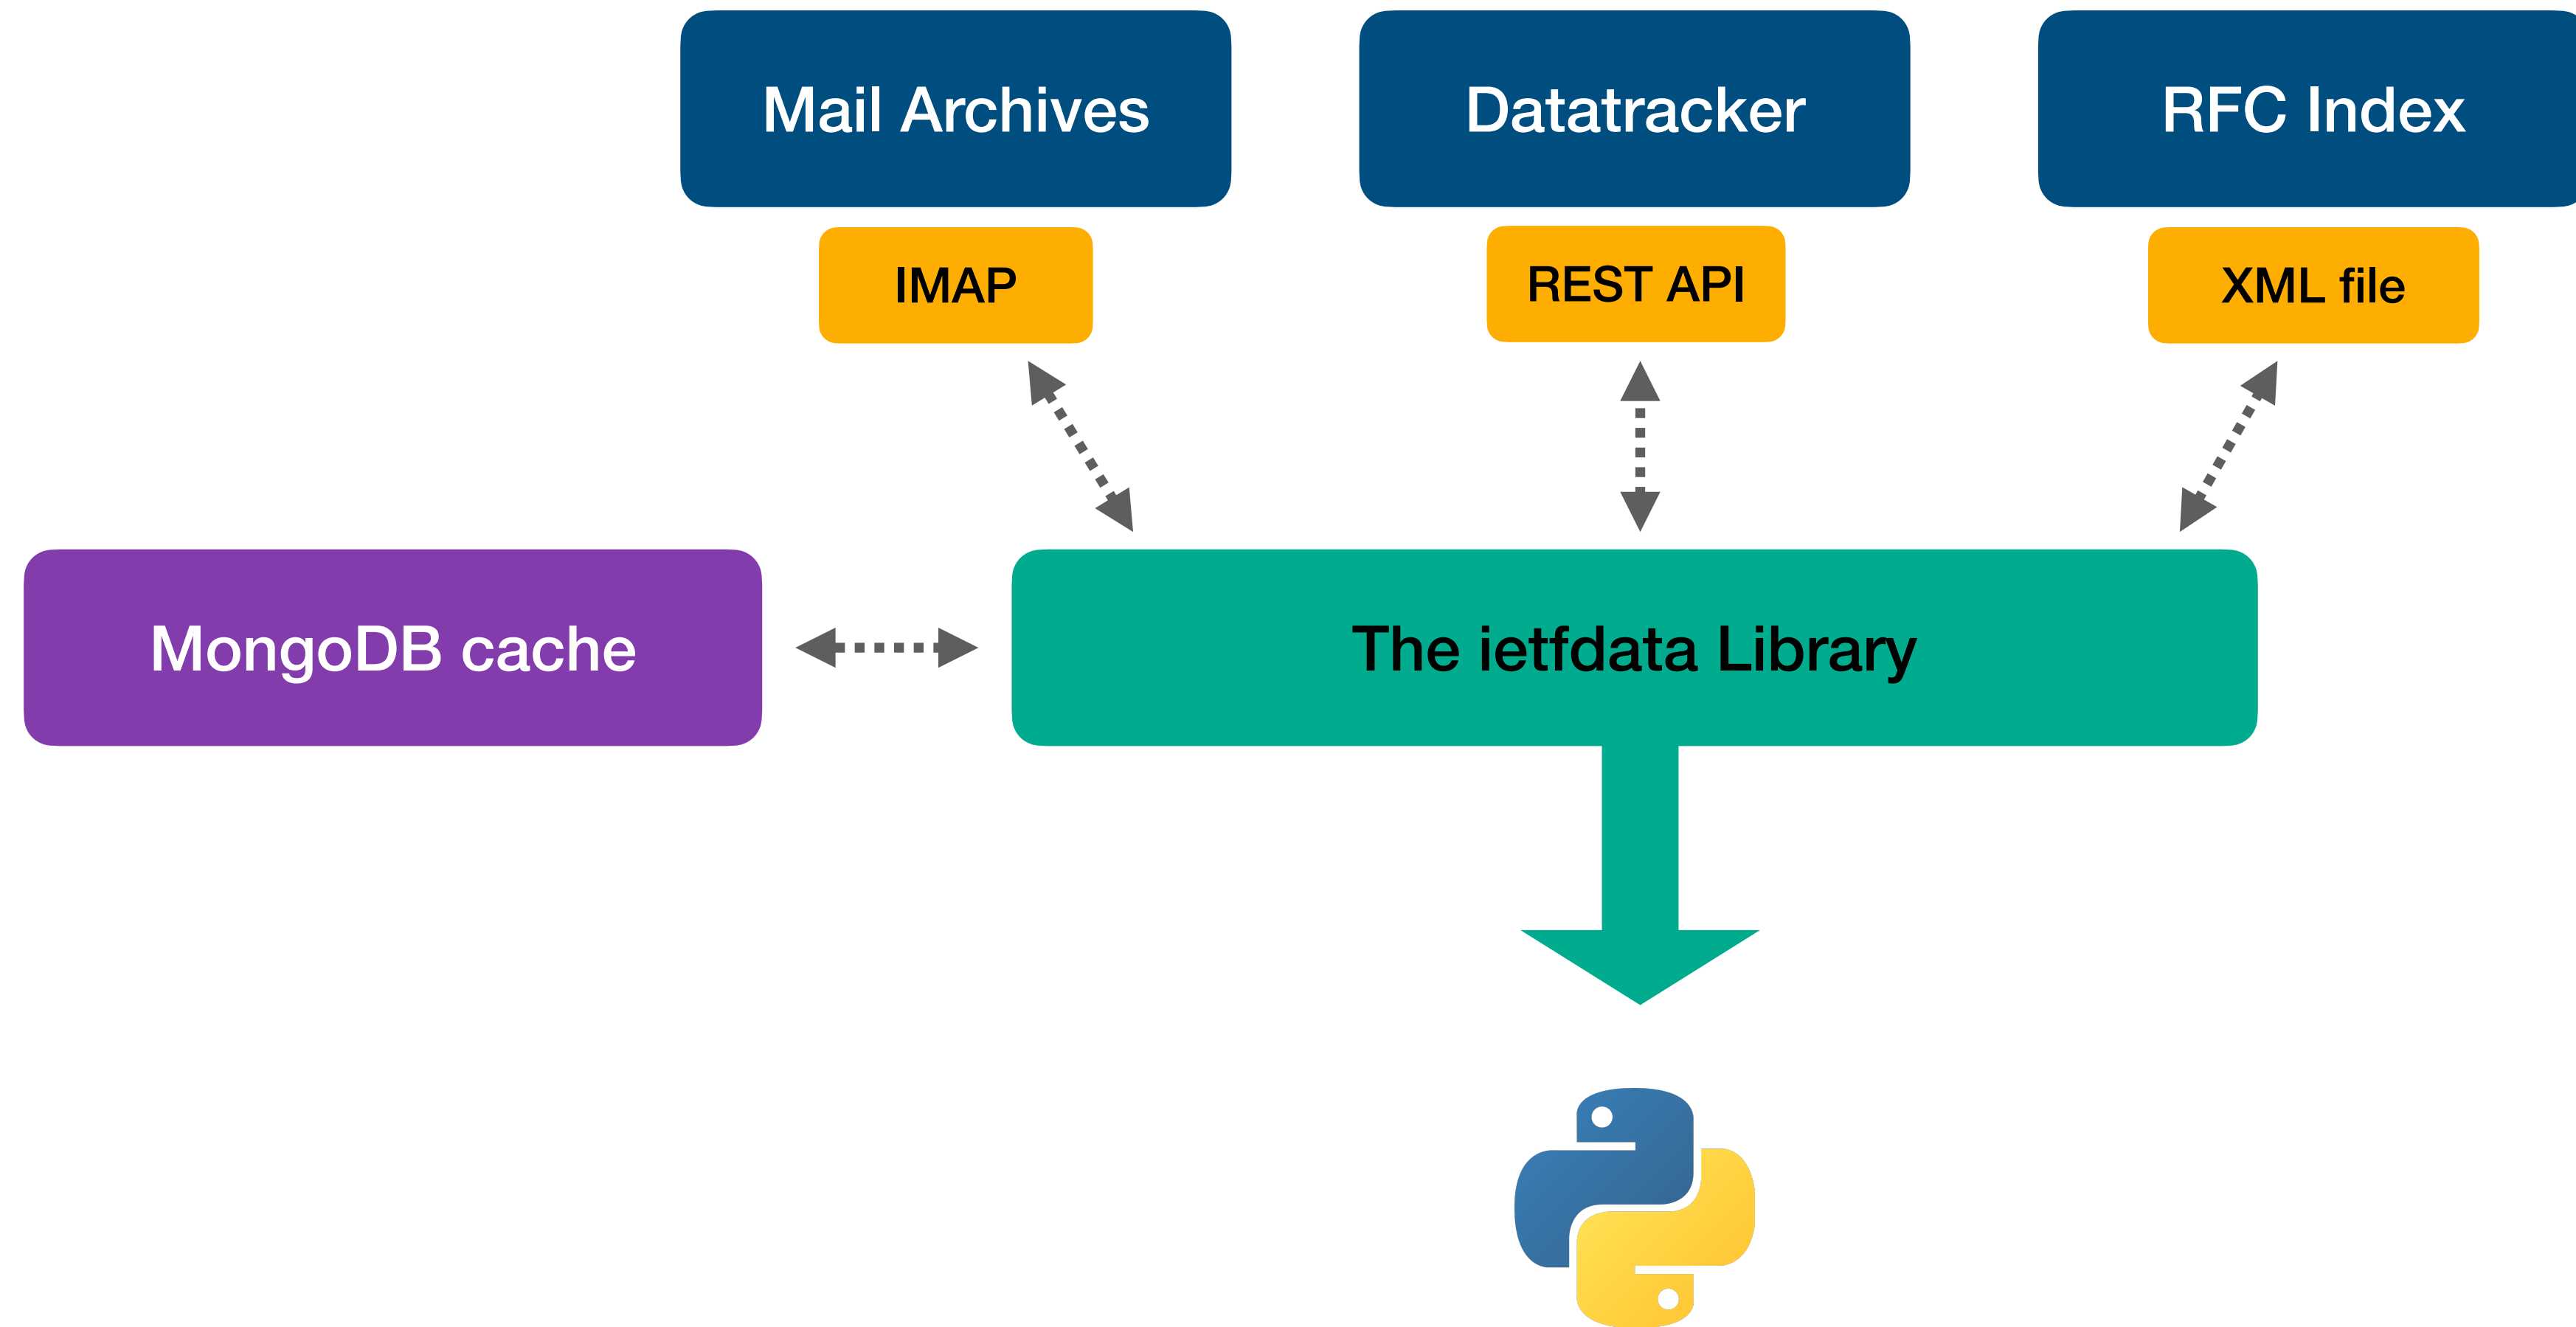 Mail Archives
Datatracker
RFC Index
IMAP
REST API
XML file
MongoDB cache
The ietfdata Library